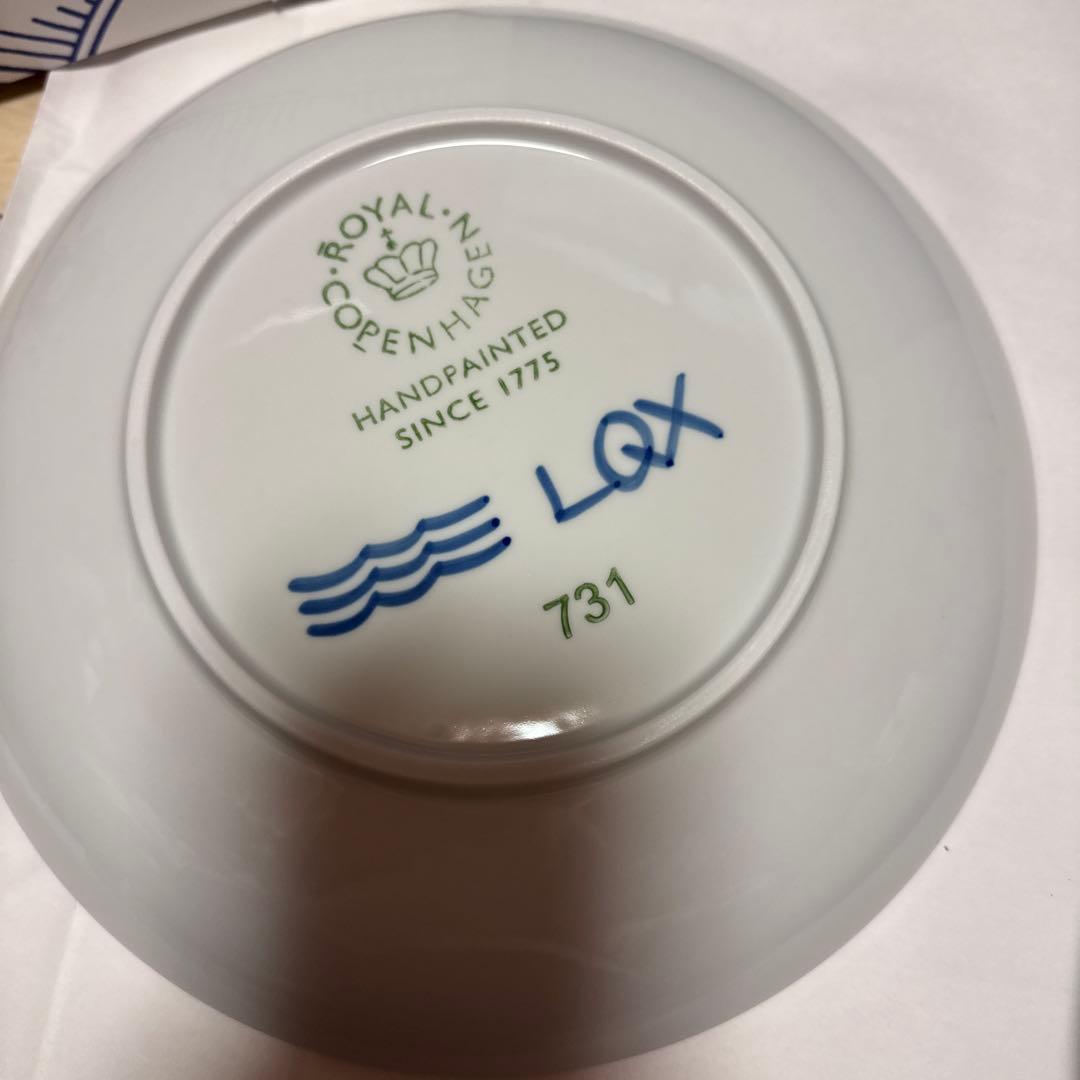 ROYAL · COPENHAGEN ·
HANDPAINTED
SINCE 1775
LQX
731